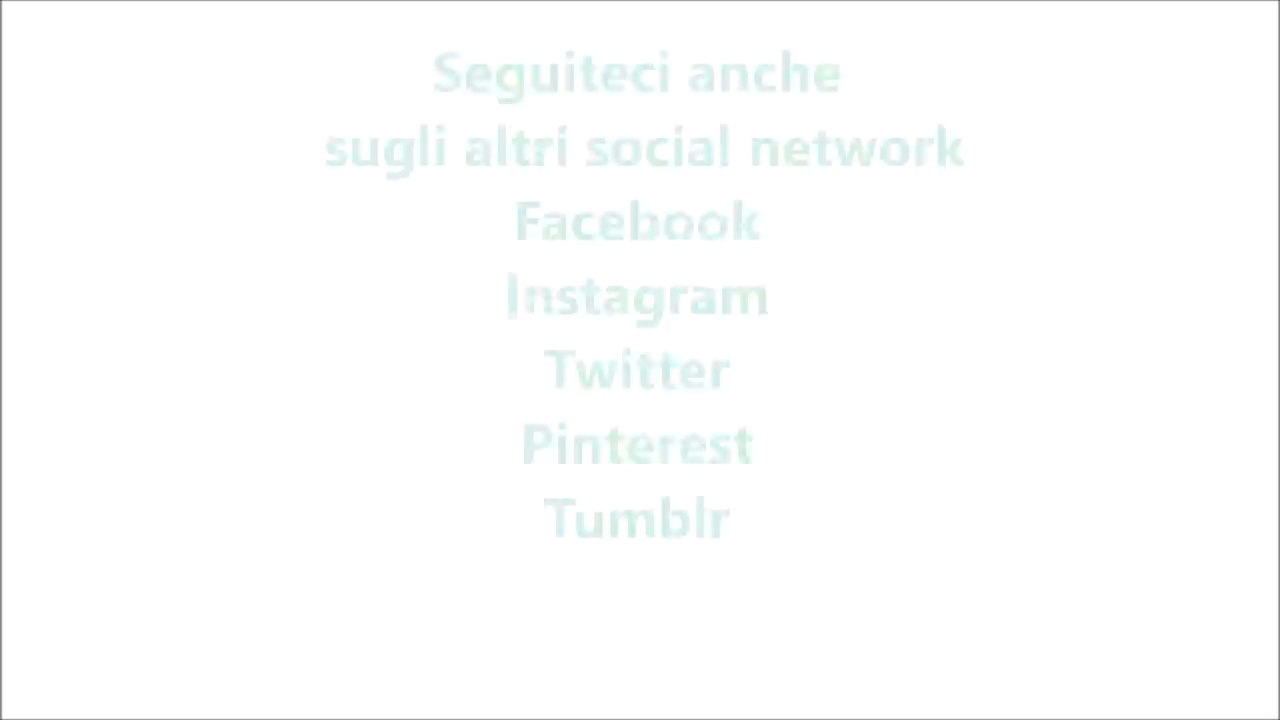 Seguiteci anche
sugli altri social network
Facebook
Instagram
Twitter
Pinterest
Tumblr